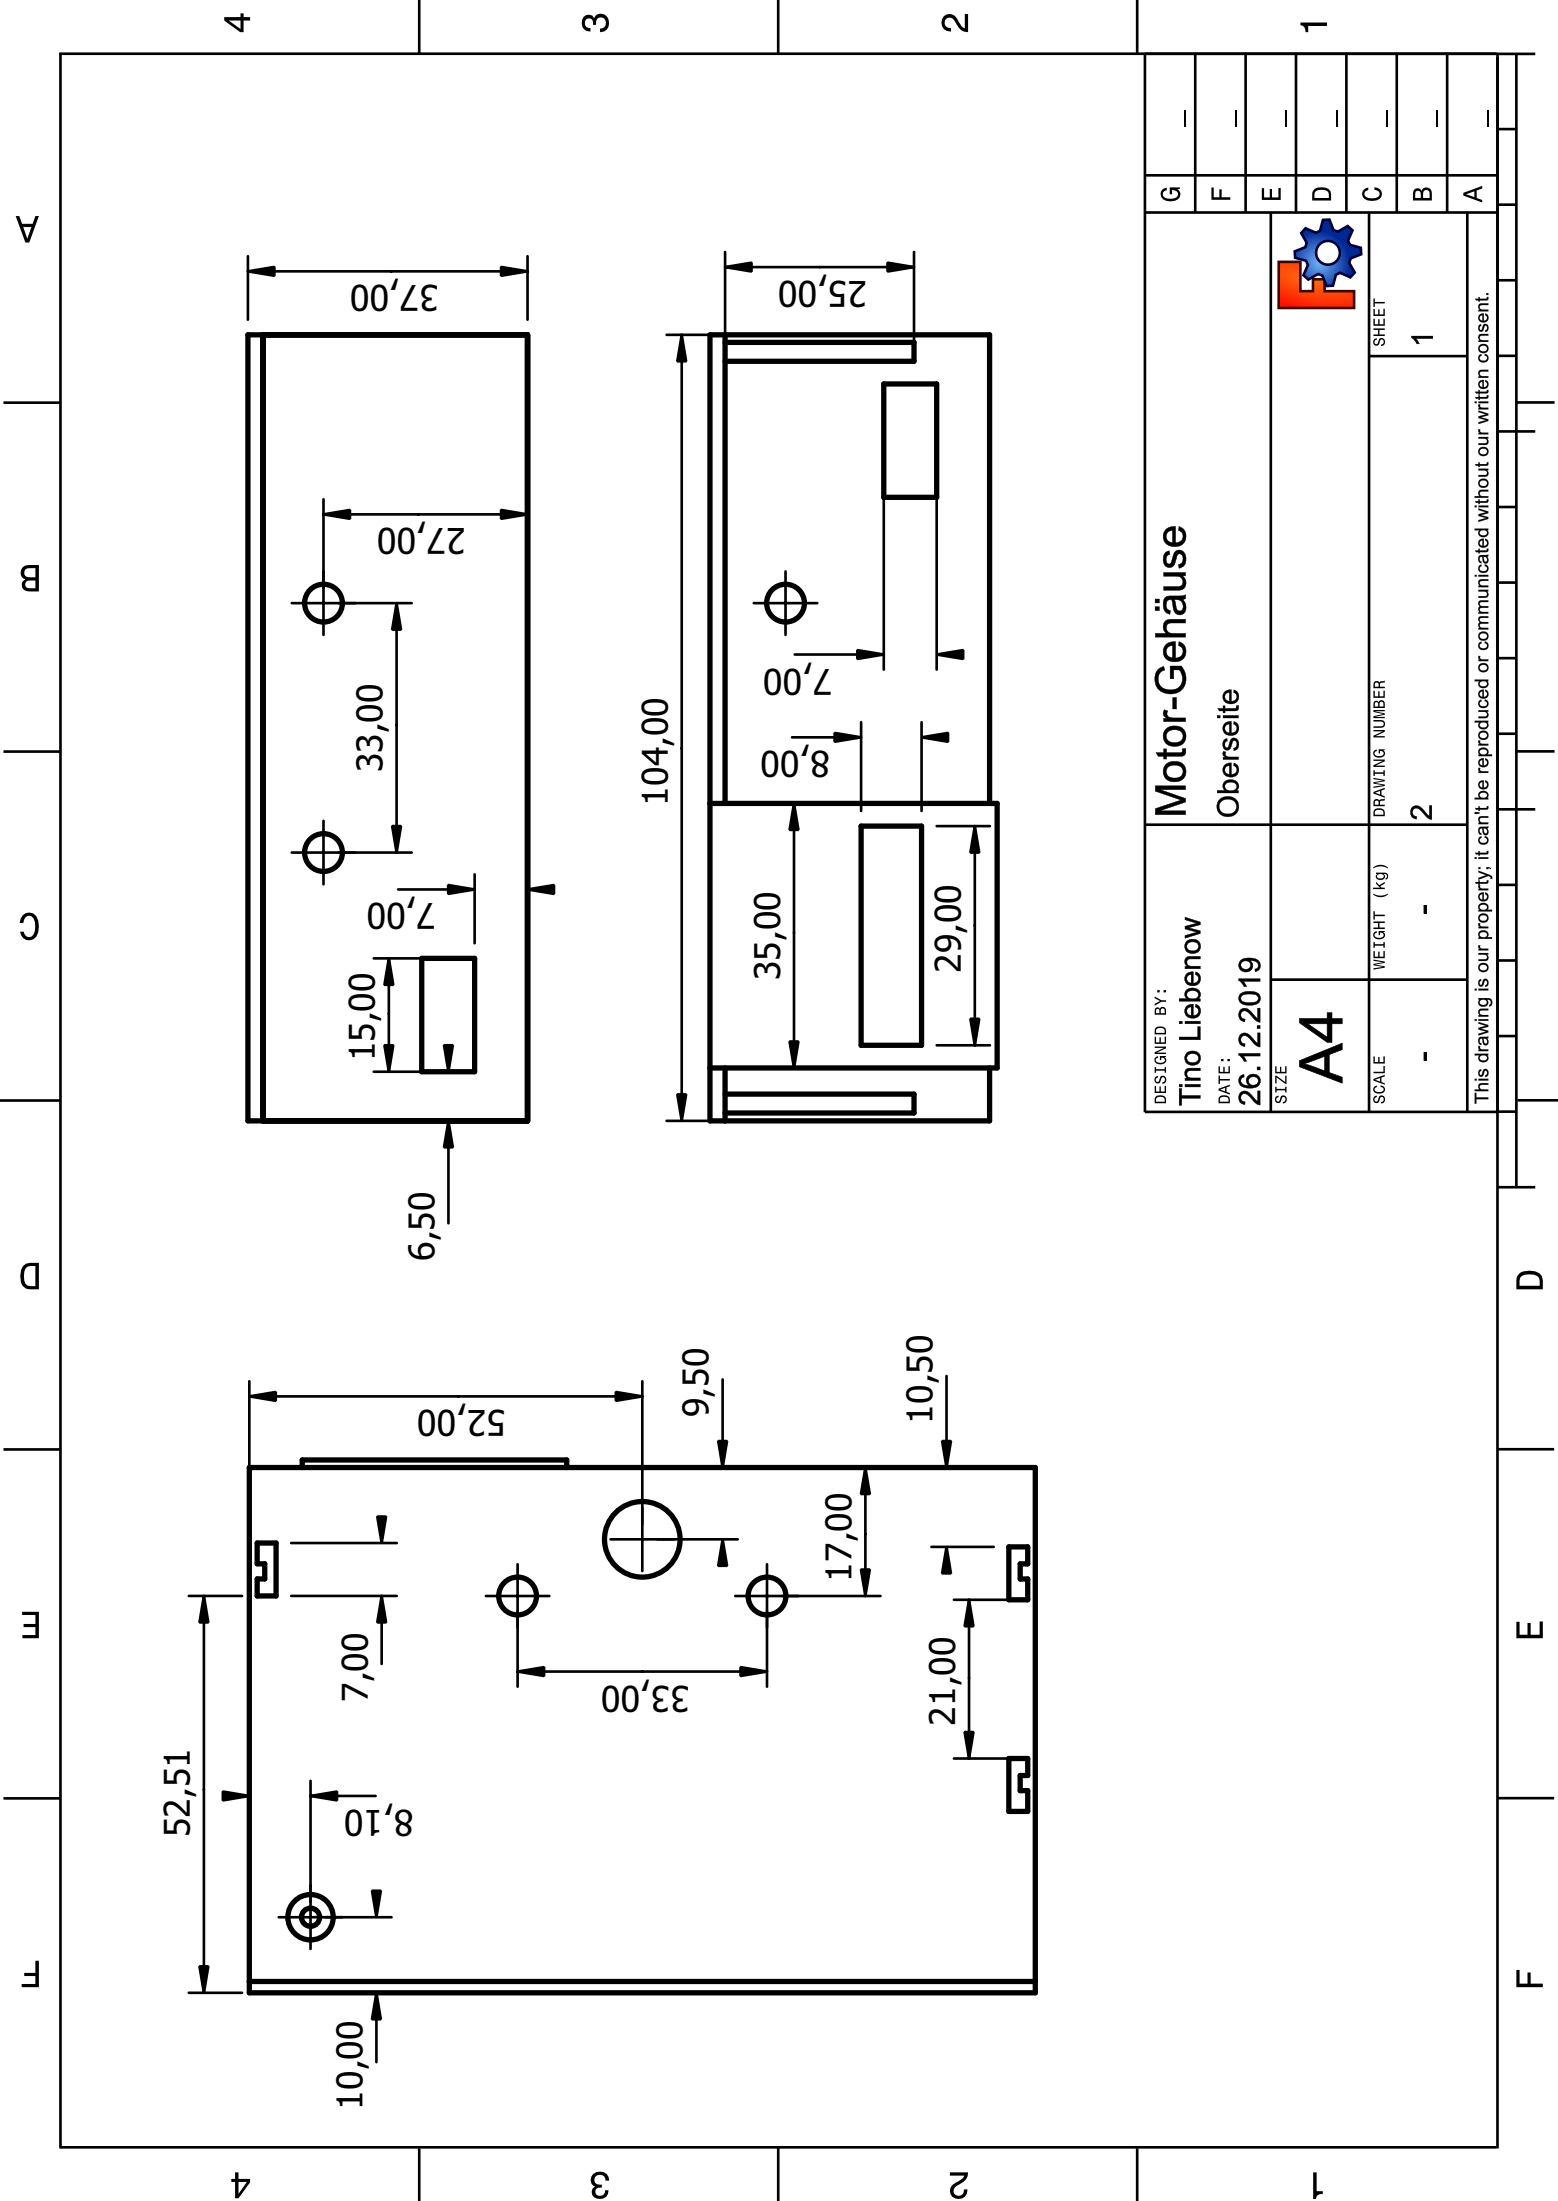 4
3
2
1
A
B
C
D
E
F
37,00
27,00
33,00
7,00
15,00
6,50
104,00
25,00
7,00
8,00
35,00
29,00
52,00
9,50
10,50
17,00
7,00
33,00
21,00
52,51
8,10
10,00
DESIGNED BY:
Tino Liebenow
DATE:
26.12.2019
SIZE
A4
SCALE
-
WEIGHT (kg)
-
Motor-Gehäuse
Oberseite
DRAWING NUMBER
2
SHEET
1
This drawing is our property; it can't be reproduced or communicated without our written consent.
G _
F _
E _
D _
C _
B _
A _
D
E
F
4
3
2
1